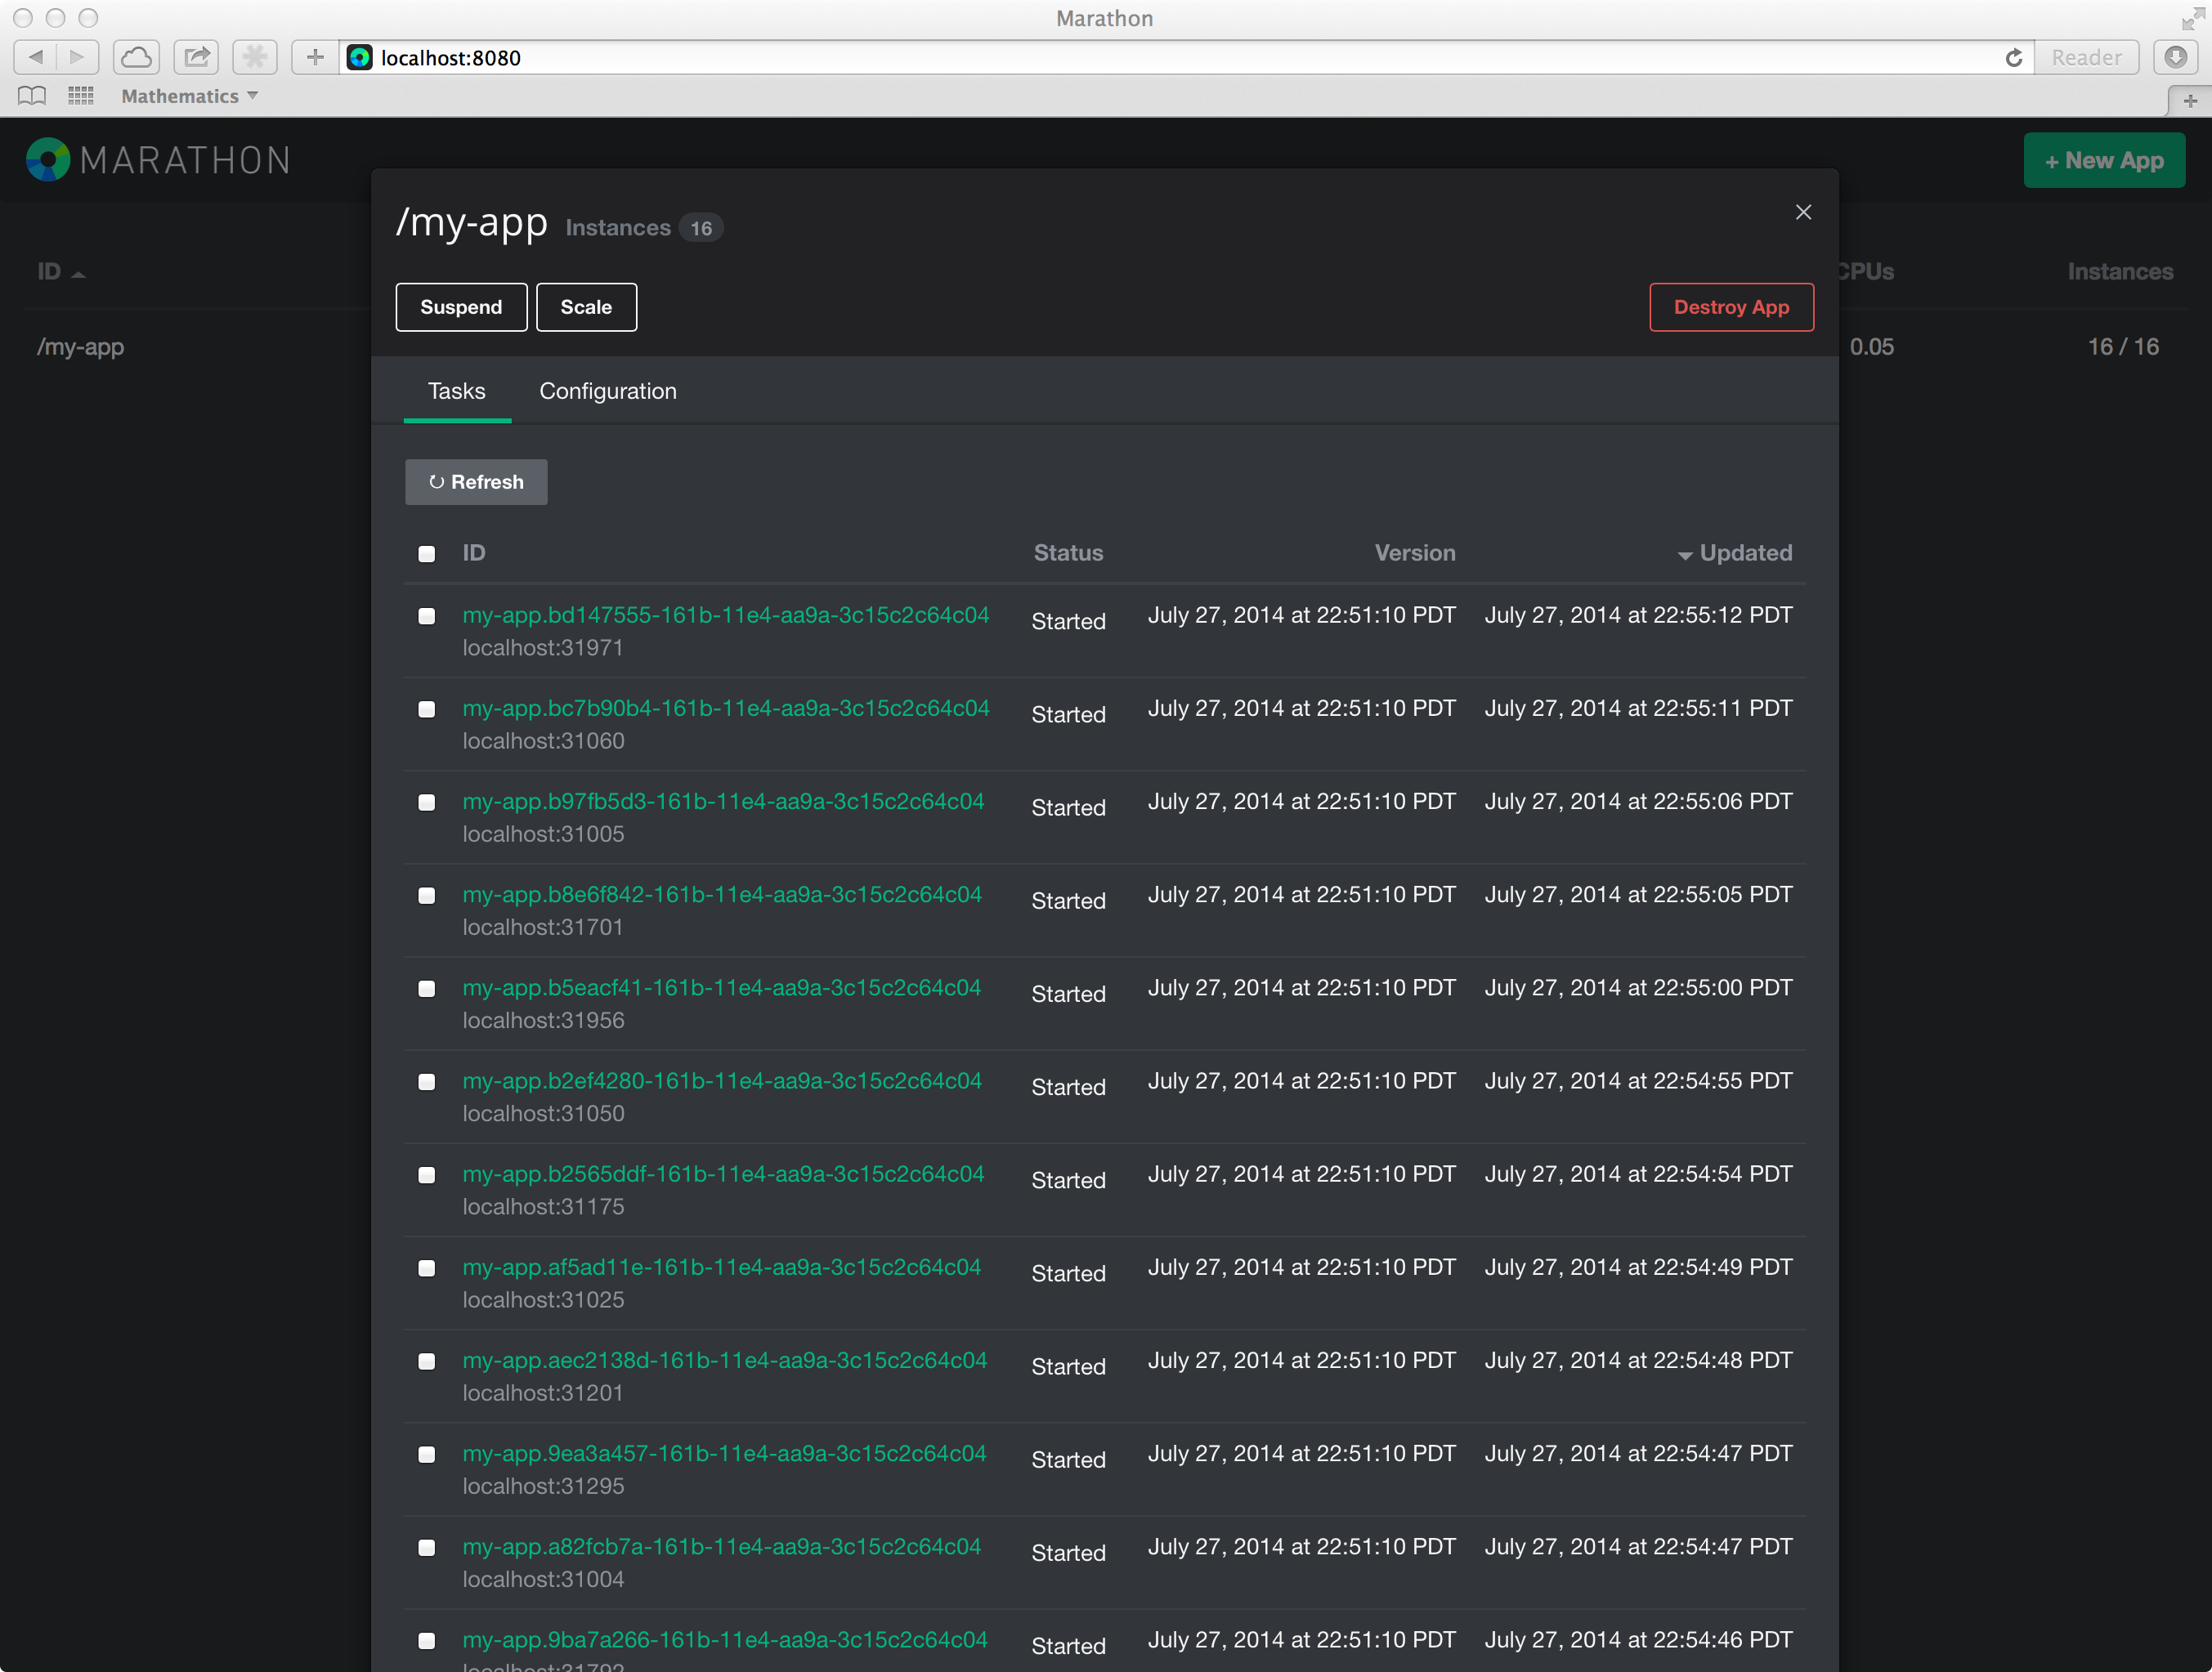 Marathon
localhost:8080
Reader
Mathematics
MARATHON
+ New App
/my-app Instances 16
ID
CPUs Instances
Suspend Scale Destroy App
/my-app 0.05 16 / 16
Tasks Configuration
Refresh
ID Status Version Updated
my-app.bd147555-161b-11e4-aa9a-3c15c2c64c04 Started July 27, 2014 at 22:51:10 PDT July 27, 2014 at 22:55:12 PDT
localhost:31971
my-app.bc7b90b4-161b-11e4-aa9a-3c15c2c64c04 Started July 27, 2014 at 22:51:10 PDT July 27, 2014 at 22:55:11 PDT
localhost:31060
my-app.b97fb5d3-161b-11e4-aa9a-3c15c2c64c04 Started July 27, 2014 at 22:51:10 PDT July 27, 2014 at 22:55:06 PDT
localhost:31005
my-app.b8e6f842-161b-11e4-aa9a-3c15c2c64c04 Started July 27, 2014 at 22:51:10 PDT July 27, 2014 at 22:55:05 PDT
localhost:31701
my-app.b5eacf41-161b-11e4-aa9a-3c15c2c64c04 Started July 27, 2014 at 22:51:10 PDT July 27, 2014 at 22:55:00 PDT
localhost:31956
my-app.b2ef4280-161b-11e4-aa9a-3c15c2c64c04 Started July 27, 2014 at 22:51:10 PDT July 27, 2014 at 22:54:55 PDT
localhost:31050
my-app.b2565ddf-161b-11e4-aa9a-3c15c2c64c04 Started July 27, 2014 at 22:51:10 PDT July 27, 2014 at 22:54:54 PDT
localhost:31175
my-app.af5ad11e-161b-11e4-aa9a-3c15c2c64c04 Started July 27, 2014 at 22:51:10 PDT July 27, 2014 at 22:54:49 PDT
localhost:31025
my-app.aec2138d-161b-11e4-aa9a-3c15c2c64c04 Started July 27, 2014 at 22:51:10 PDT July 27, 2014 at 22:54:48 PDT
localhost:31201
my-app.9ea3a457-161b-11e4-aa9a-3c15c2c64c04 Started July 27, 2014 at 22:51:10 PDT July 27, 2014 at 22:54:47 PDT
localhost:31295
my-app.a82fcb7a-161b-11e4-aa9a-3c15c2c64c04 Started July 27, 2014 at 22:51:10 PDT July 27, 2014 at 22:54:47 PDT
localhost:31004
my-app.9ba7a266-161b-11e4-aa9a-3c15c2c64c04 Started July 27, 2014 at 22:51:10 PDT July 27, 2014 at 22:54:46 PDT